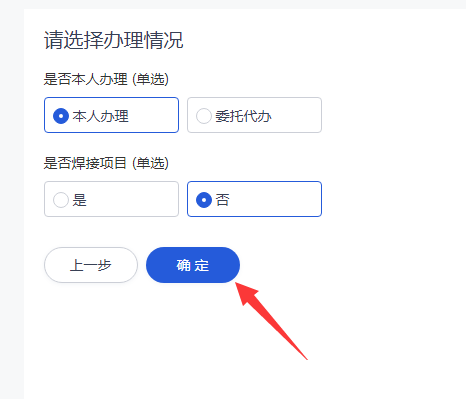 请选择办理情况
是否本人办理 (单选)
本人办理 委托代办
是否焊接项目 (单选)
是 否
上一步 确 定